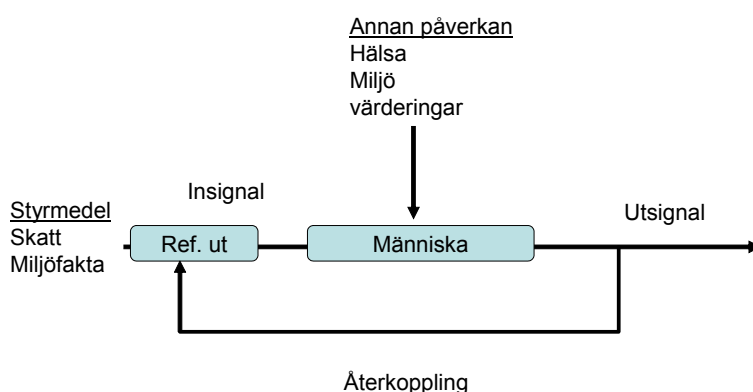 Annan påverkan
Hälsa
Miljö
värderingar
Insignal
Utsignal
Styrmedel
Skatt
Miljöfakta
Ref. ut
Människa
Återkoppling